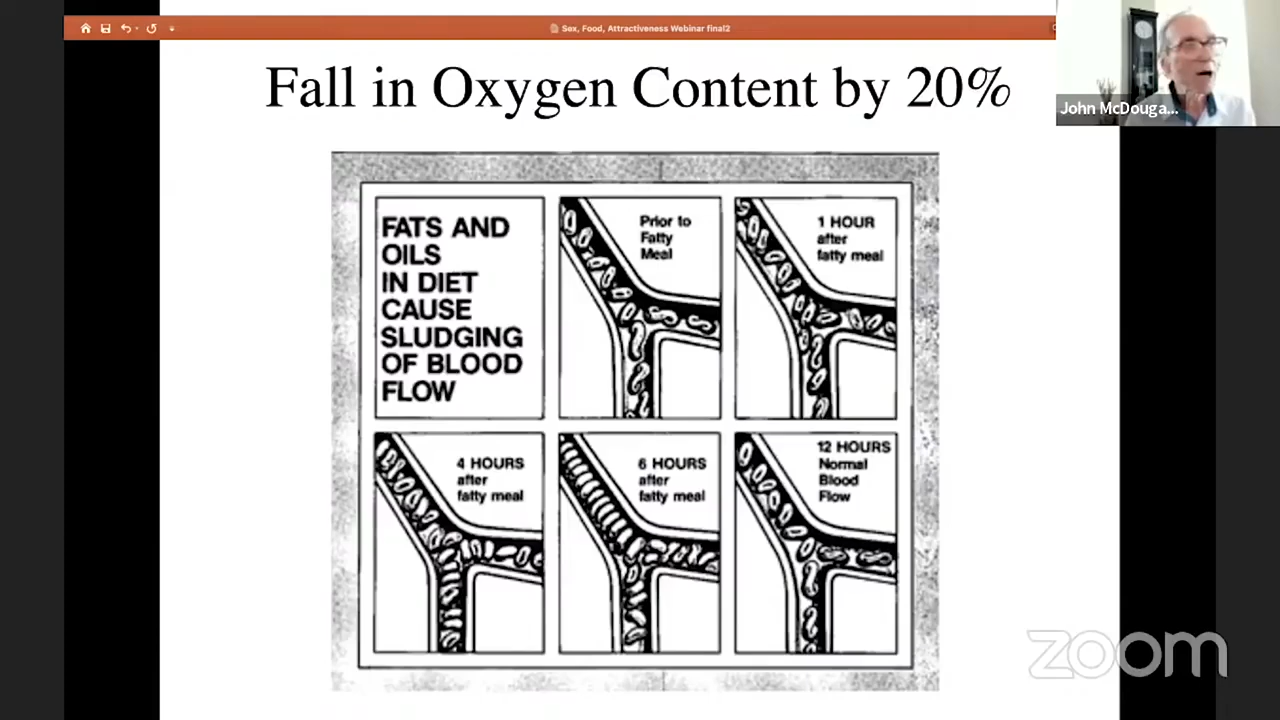 Sex, Food, Attractiveness Webinar final2
Fall in Oxygen Content by 20%
John McDouga...
FATS AND
OILS
IN DIET
CAUSE
SLUDGING
OF BLOOD
FLOW
Prior to
Fatty
Meal
1 HOUR
after
fatty meal
4 HOURS
after
fatty meal
6 HOURS
after
fatty meal
12 HOURS
Normal
Blood
Flow
zoom